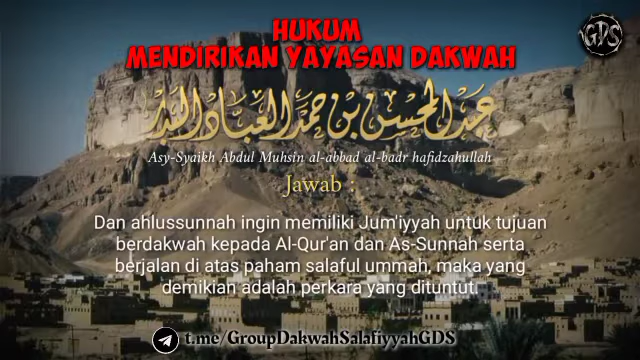 HUKUM
MENDIRIKAN YAYASAN DAKWAH
GDS
عبد المحسن بن حمد العباد البدر
Asy-Syaikh Abdul Muhsin al-abbad al-badr hafidzahullah
Jawab :
Dan ahlussunnah ingin memiliki Jum'iyyah untuk tujuan
berdakwah kepada Al-Qur'an dan As-Sunnah serta
berjalan di atas paham salaful ummah, maka yang
demikian adalah perkara yang dituntut.
t.me/GroupDakwahSalafiyyahGDS